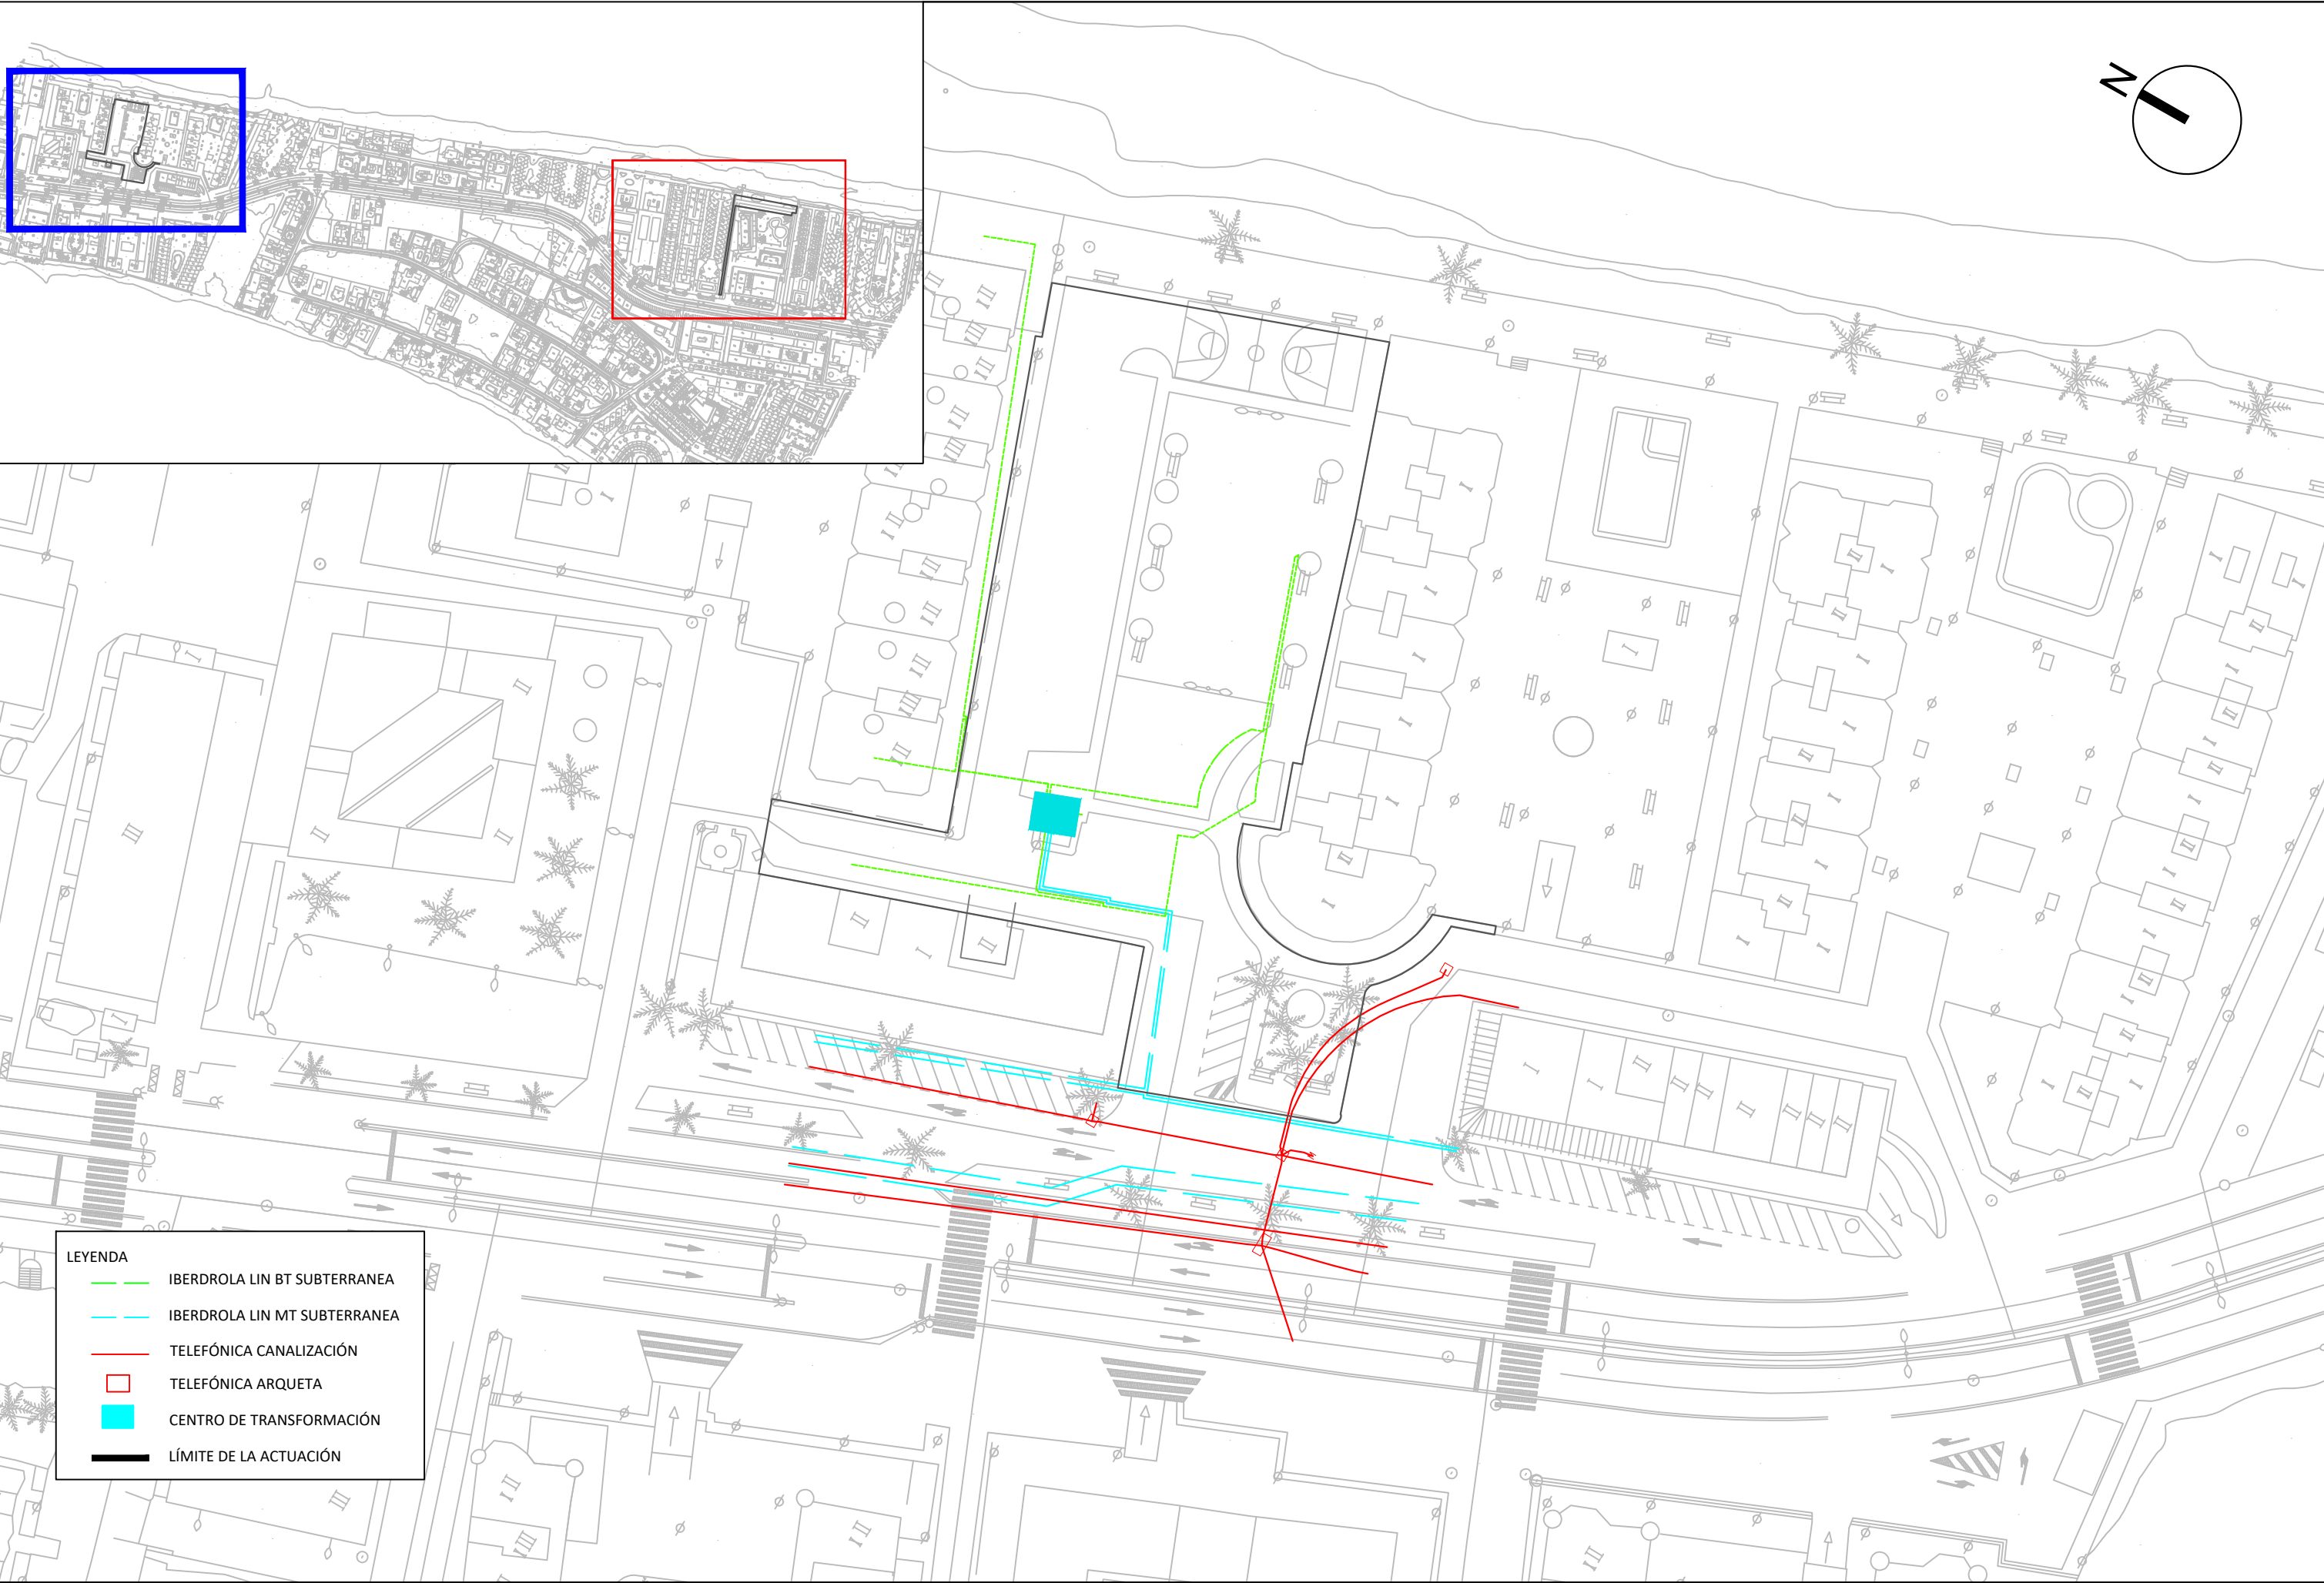 N
LEYENDA
IBERDROLA LIN BT SUBTERRANEA
IBERDROLA LIN MT SUBTERRANEA
TELEFÓNICA CANALIZACIÓN
TELEFÓNICA ARQUETA
CENTRO DE TRANSFORMACIÓN
LÍMITE DE LA ACTUACIÓN